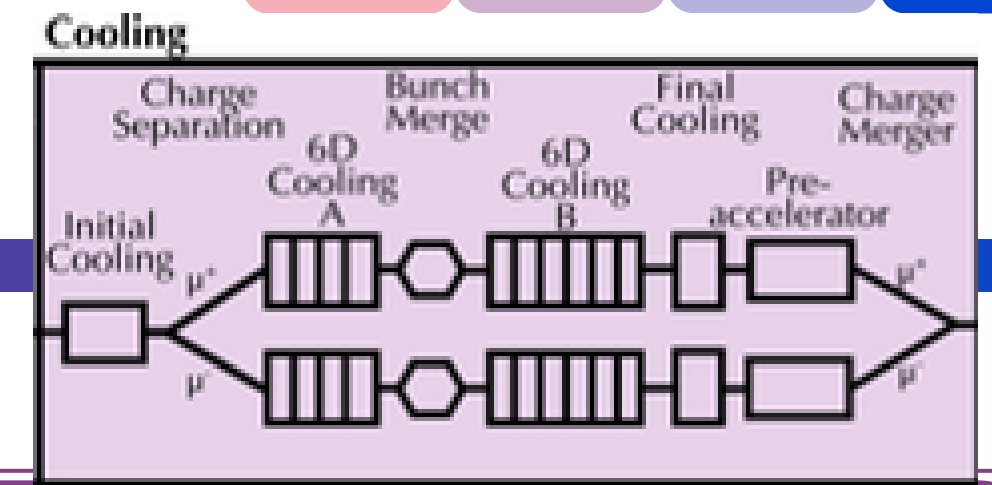 Cooling
Charge
Separation
Bunch
Merge
Final
Cooling
Charge
Merger
6D
Cooling
A
6D
Cooling
B
Pre-
accelerator
Initial
Cooling
μ⁺
μ⁻
μ⁺
μ⁻